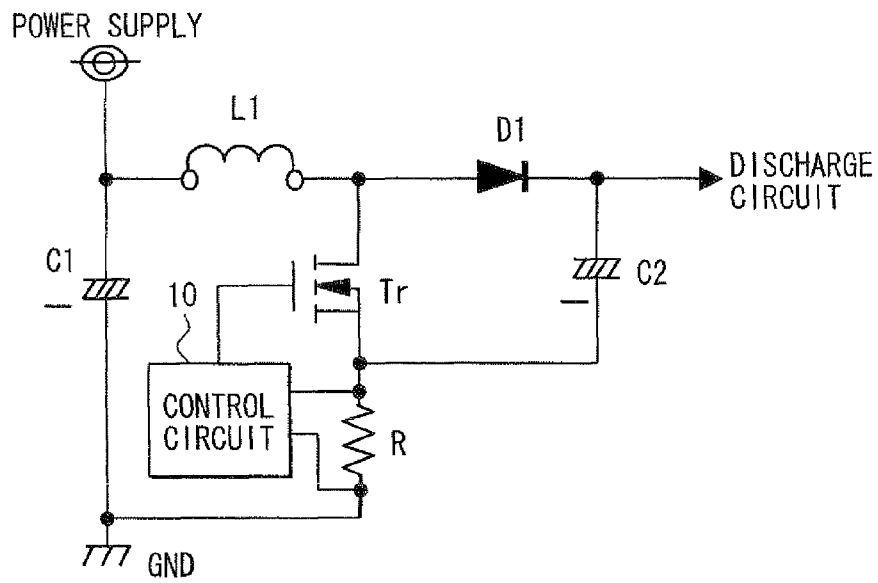 POWER SUPPLY
L1
D1
DISCHARGE
CIRCUIT
C1
10
Tr
C2
CONTROL
CIRCUIT
R
GND